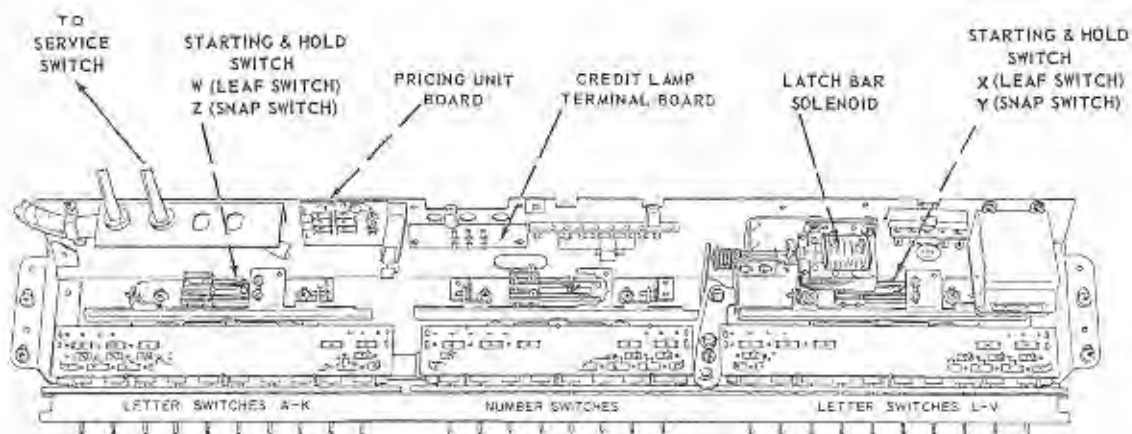 TO
SERVICE
SWITCH
STARTING & HOLD
SWITCH
W (LEAF SWITCH)
Z (SNAP SWITCH)
PRICING UNIT
BOARD
CREDIT LAMP
TERMINAL BOARD
LATCH BAR
SOLENOID
STARTING & HOLD
SWITCH
X (LEAF SWITCH)
Y (SNAP SWITCH)
LETTER SWITCHES A-K
NUMBER SWITCHES
LETTER SWITCHES L-V